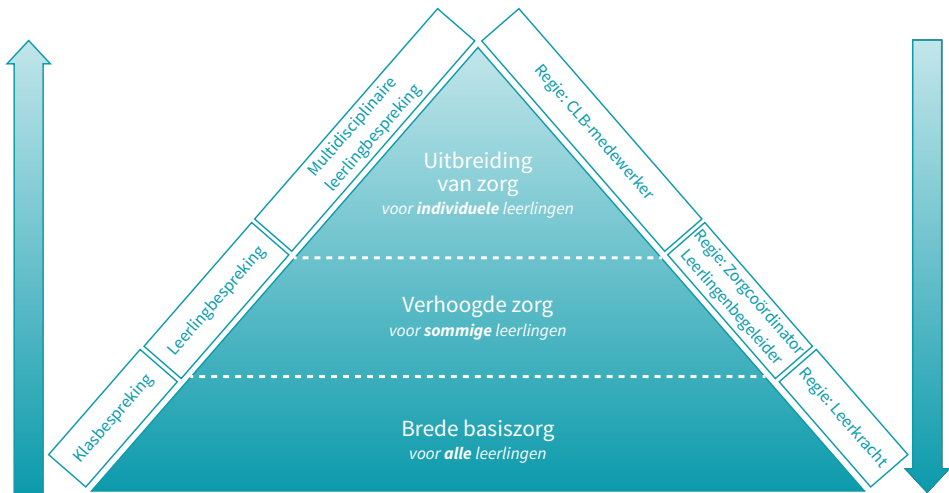 Multidisciplinaire
leerlingbespreking
Regie: CLB-medewerker
Uitbreiding
van zorg
voor individuele leerlingen
Leerlingbespreking
Regie: Zorgcoördinator
Leerlingenbegeleider
Verhoogde zorg
voor sommige leerlingen
Klasbespreking
Regie: Leerkracht
Brede basiszorg
voor alle leerlingen